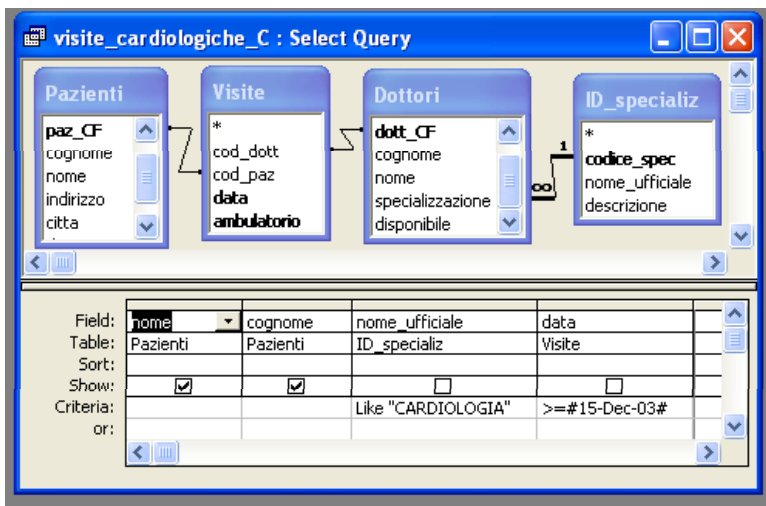 visite_cardiologiche_C : Select Query
Pazienti
paz_CF
cognome
nome
indirizzo
citta
Visite
*
cod_dott
cod_paz
data
ambulatorio
Dottori
dott_CF
cognome
nome
specializzazione
disponibile
ID_specializ
*
codice_spec
nome_ufficiale
descrizione
1
∞
Field: nome cognome nome_ufficiale data
Table: Pazienti Pazienti ID_specializ Visite
Sort:
Show:
Criteria: Like "CARDIOLOGIA" >=#15-Dec-03#
or: